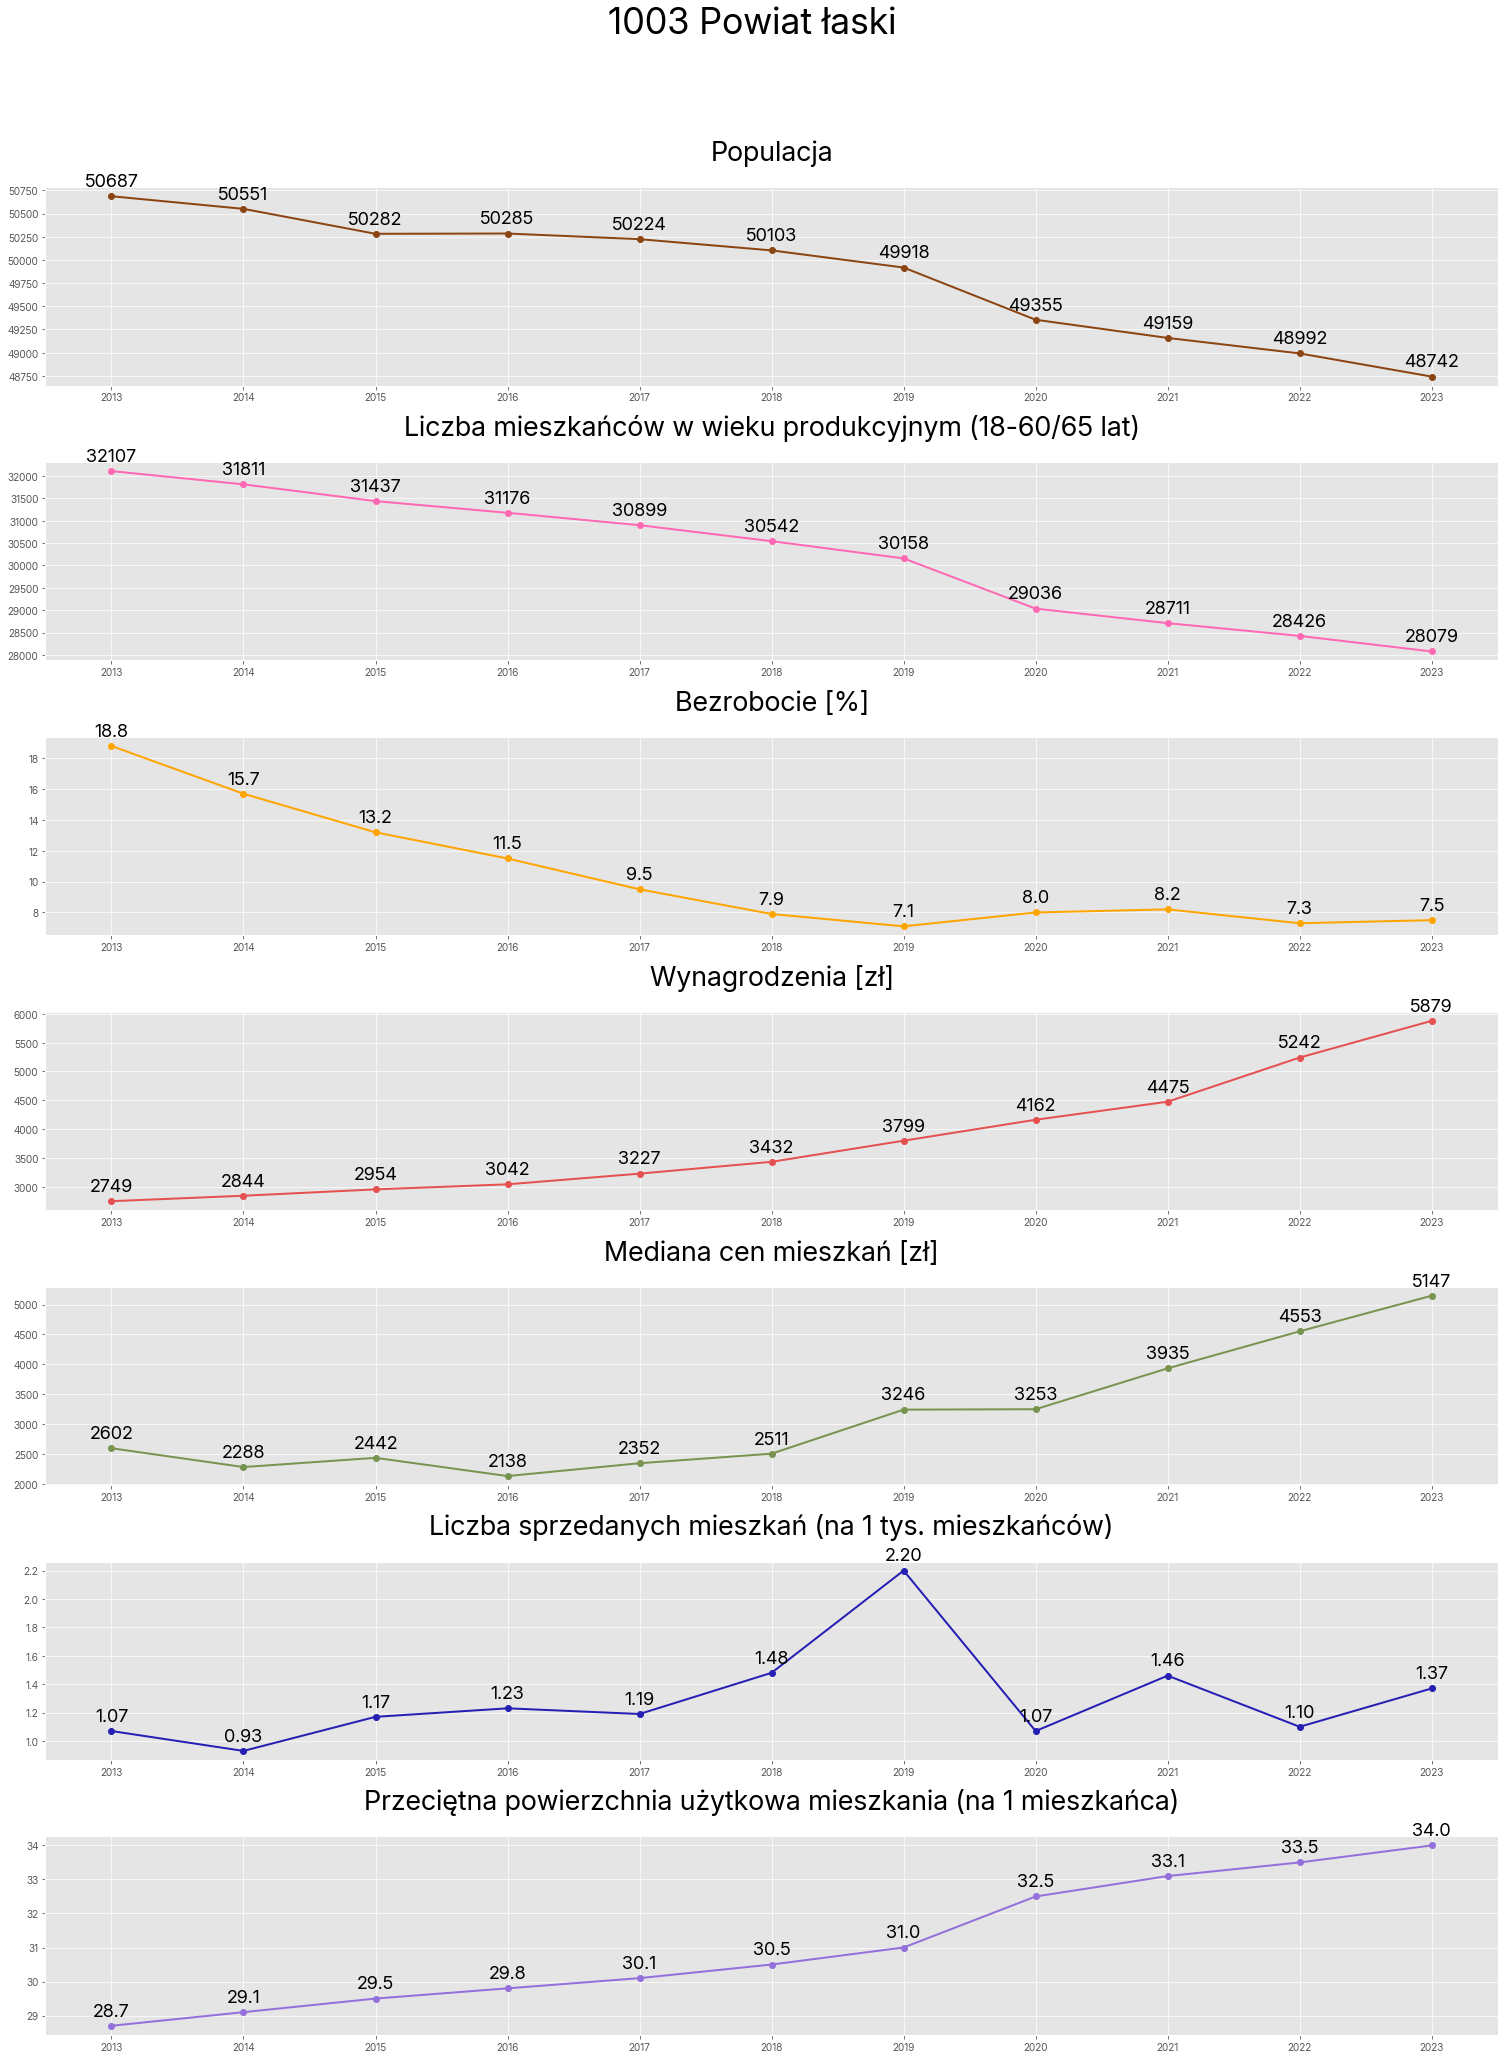 1003 Powiat łaski
Populacja
50687 50551 50282 50285 50224 50103 49918 49355 49159 48992 48742
50750
50500
50250
50000
49750
49500
49250
49000
48750
2013 2014 2015 2016 2017 2018 2019 2020 2021 2022 2023
Liczba mieszkańców w wieku produkcyjnym (18-60/65 lat)
32107 31811 31437 31176 30899 30542 30158 29036 28711 28426 28079
32000
31500
31000
30500
30000
29500
29000
28500
28000
2013 2014 2015 2016 2017 2018 2019 2020 2021 2022 2023
Bezrobocie [%]
18.8 15.7 13.2 11.5 9.5 7.9 7.1 8.0 8.2 7.3 7.5
18
16
14
12
10
8
2013 2014 2015 2016 2017 2018 2019 2020 2021 2022 2023
Wynagrodzenia [zł]
2749 2844 2954 3042 3227 3432 3799 4162 4475 5242 5879
6000
5500
5000
4500
4000
3500
3000
2013 2014 2015 2016 2017 2018 2019 2020 2021 2022 2023
Mediana cen mieszkań [zł]
2602 2288 2442 2138 2352 2511 3246 3253 3935 4553 5147
5000
4500
4000
3500
3000
2500
2000
2013 2014 2015 2016 2017 2018 2019 2020 2021 2022 2023
Liczba sprzedanych mieszkań (na 1 tys. mieszkańców)
1.07 0.93 1.17 1.23 1.19 1.48 2.20 1.07 1.46 1.10 1.37
2.2
2.0
1.8
1.6
1.4
1.2
1.0
2013 2014 2015 2016 2017 2018 2019 2020 2021 2022 2023
Przeciętna powierzchnia użytkowa mieszkania (na 1 mieszkańca)
28.7 29.1 29.5 29.8 30.1 30.5 31.0 32.5 33.1 33.5 34.0
34
33
32
31
30
29
2013 2014 2015 2016 2017 2018 2019 2020 2021 2022 2023